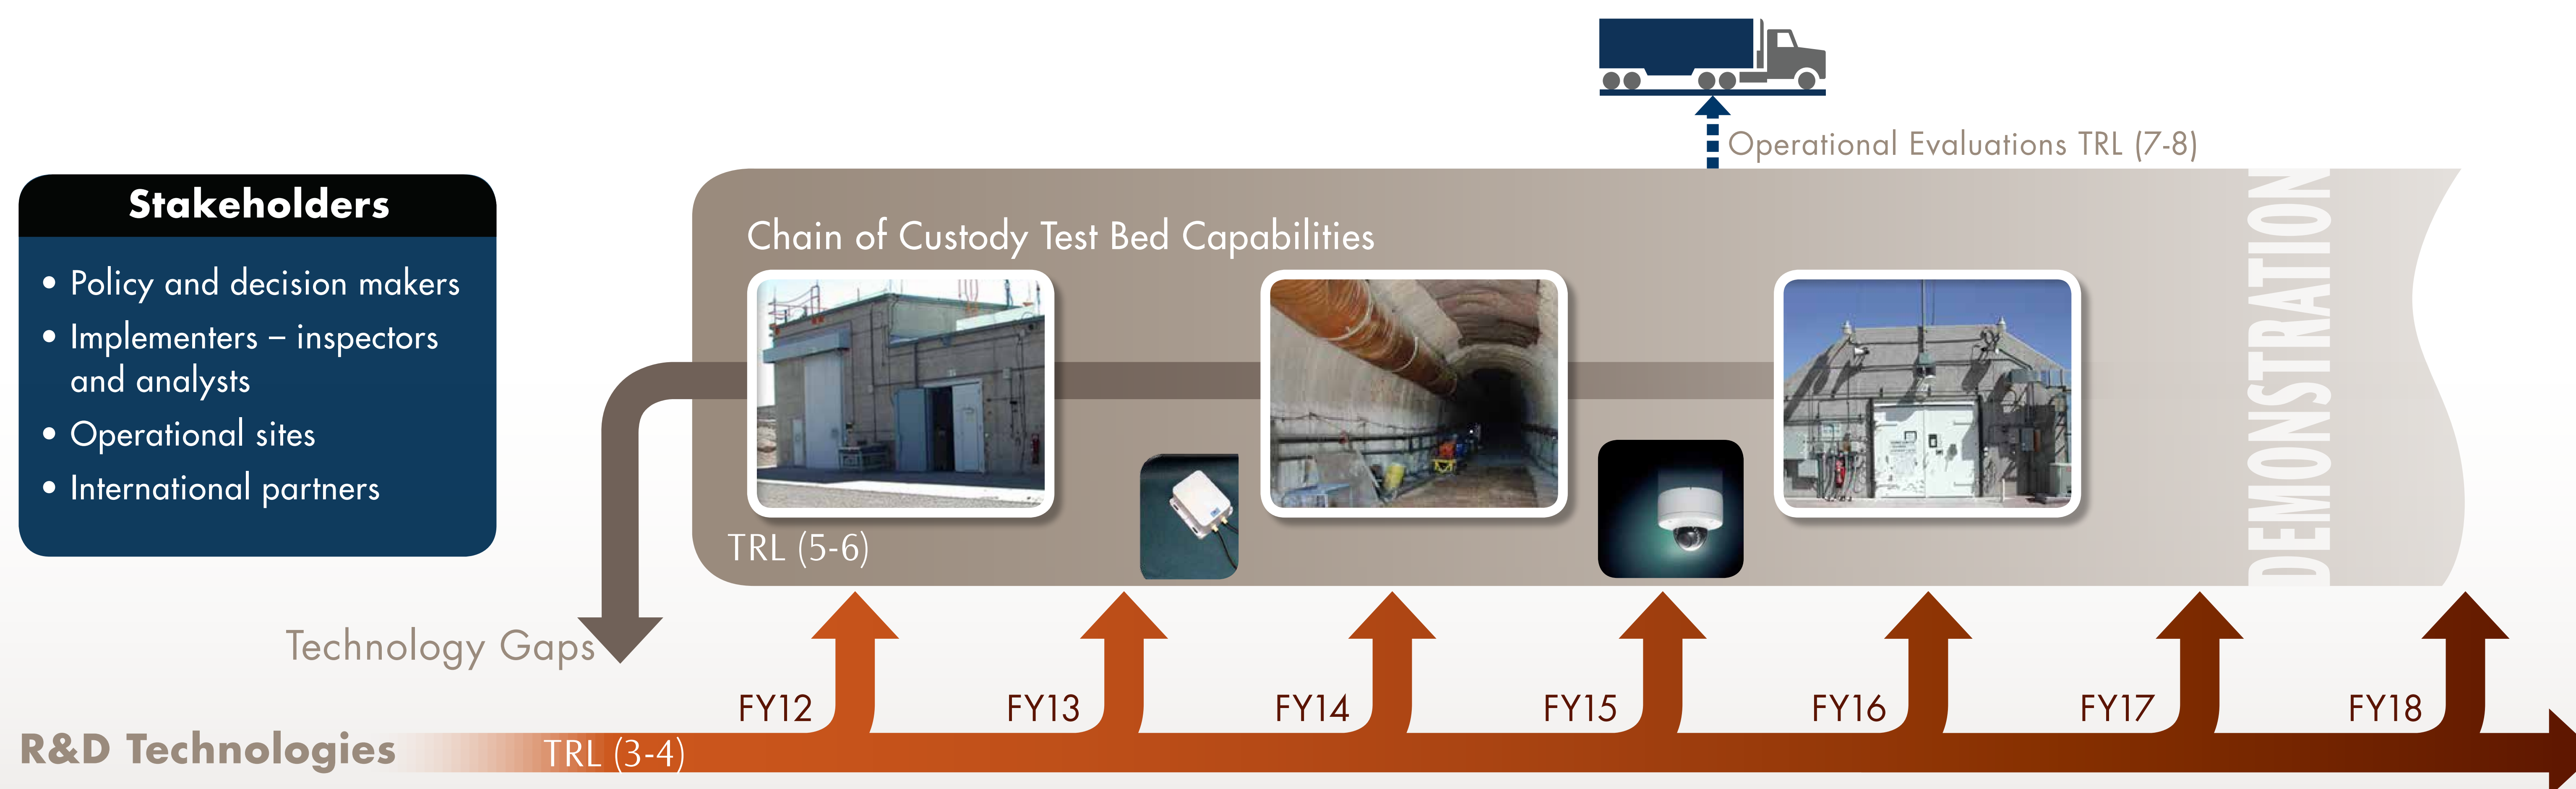 Operational Evaluations TRL (7-8)
Stakeholders
• Policy and decision makers
• Implementers – inspectors
and analysts
• Operational sites
• International partners
Chain of Custody Test Bed Capabilities
TRL (5-6)
DEMONSTRATION
Technology Gaps
FY12
FY13
FY14
FY15
FY16
FY17
FY18
R&D Technologies
TRL (3-4)